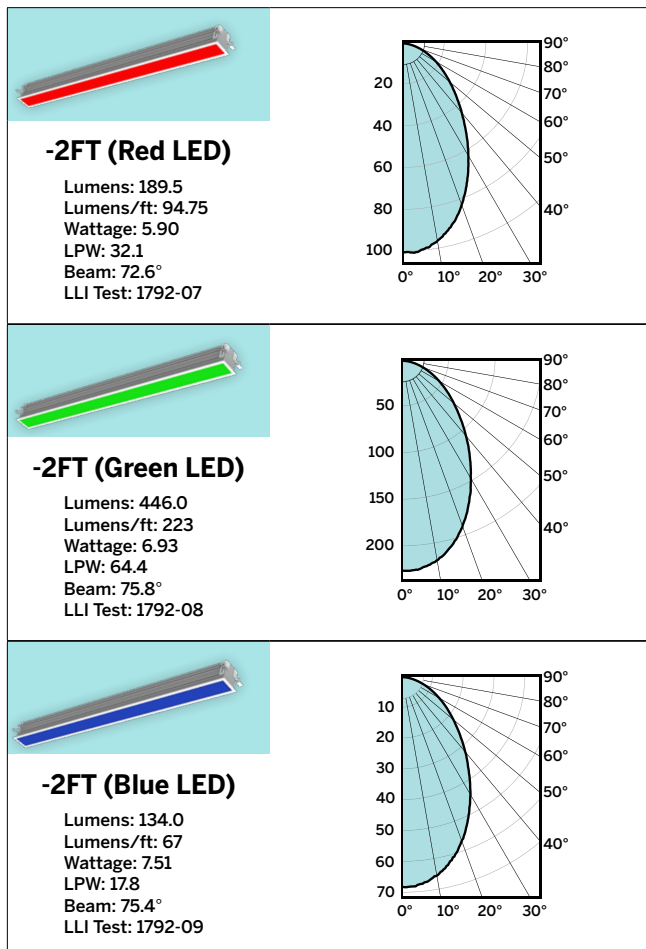 -2FT (Red LED)
Lumens: 189.5
Lumens/ft: 94.75
Wattage: 5.90
LPW: 32.1
Beam: 72.6°
LLI Test: 1792-07
20
40
60
80
100
0° 10° 20° 30°
90°
80°
70°
60°
50°
40°
-2FT (Green LED)
Lumens: 446.0
Lumens/ft: 223
Wattage: 6.93
LPW: 64.4
Beam: 75.8°
LLI Test: 1792-08
50
100
150
200
0° 10° 20° 30°
90°
80°
70°
60°
50°
40°
-2FT (Blue LED)
Lumens: 134.0
Lumens/ft: 67
Wattage: 7.51
LPW: 17.8
Beam: 75.4°
LLI Test: 1792-09
10
20
30
40
50
60
70
0° 10° 20° 30°
90°
80°
70°
60°
50°
40°